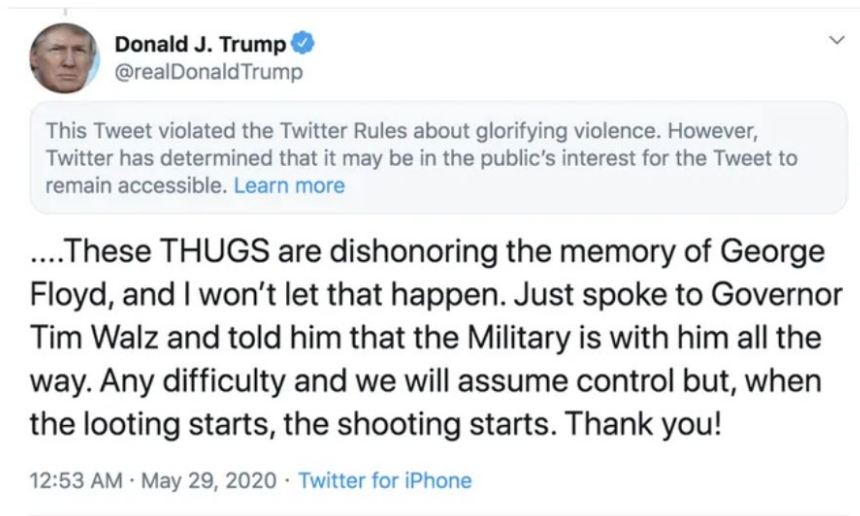 Donald J. Trump
@realDonaldTrump
This Tweet violated the Twitter Rules about glorifying violence. However,
Twitter has determined that it may be in the public's interest for the Tweet to
remain accessible. Learn more
....These THUGS are dishonoring the memory of George
Floyd, and I won't let that happen. Just spoke to Governor
Tim Walz and told him that the Military is with him all the
way. Any difficulty and we will assume control but, when
the looting starts, the shooting starts. Thank you!
12:53 AM · May 29, 2020 · Twitter for iPhone